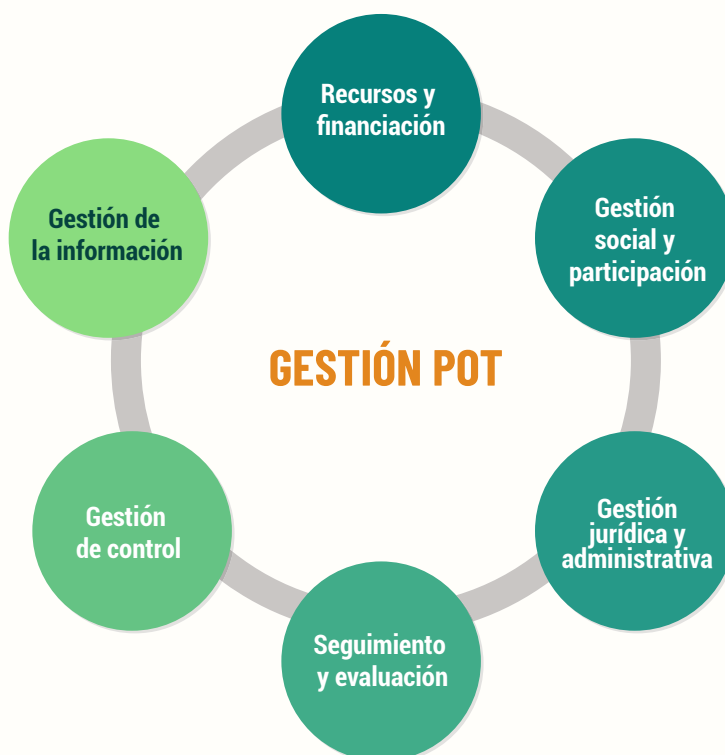 Recursos y
financiación
Gestión
social y
participación
Gestión
jurídica y
administrativa
Seguimiento
y evaluación
Gestión
de control
Gestión de
la información
GESTIÓN POT